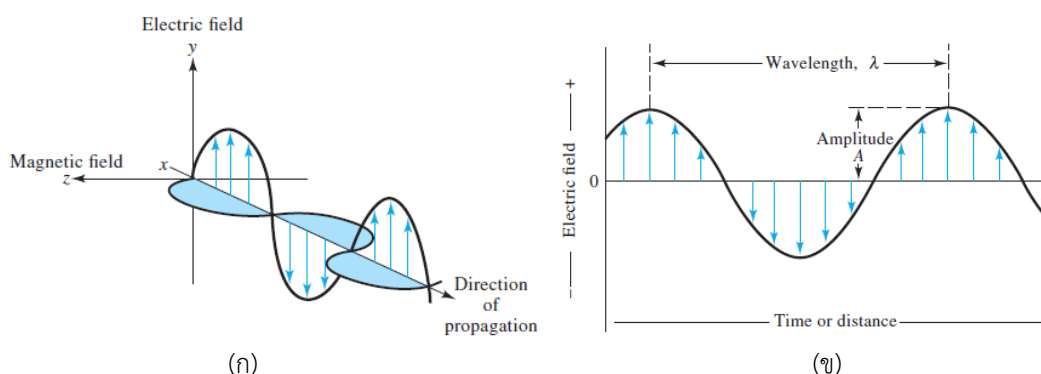 Electric field
y
Magnetic field
x
z
Direction
of
propagation
(ก)
Wavelength, λ
Amplitude
A
+
0
Electric field
−
Time or distance
(ข)